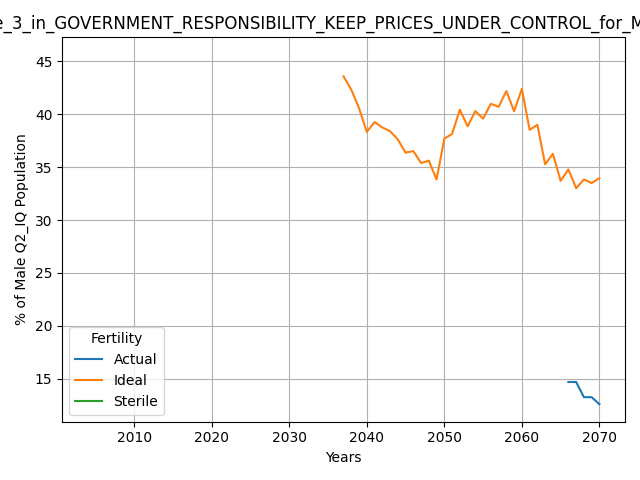 e_3_in_GOVERNMENT_RESPONSIBILITY_KEEP_PRICES_UNDER_CONTROL_for_M
% of Male Q2_IQ Population
45
40
35
30
25
20
15
Fertility
Actual
Ideal
Sterile
2010 2020 2030 2040 2050 2060 2070
Years